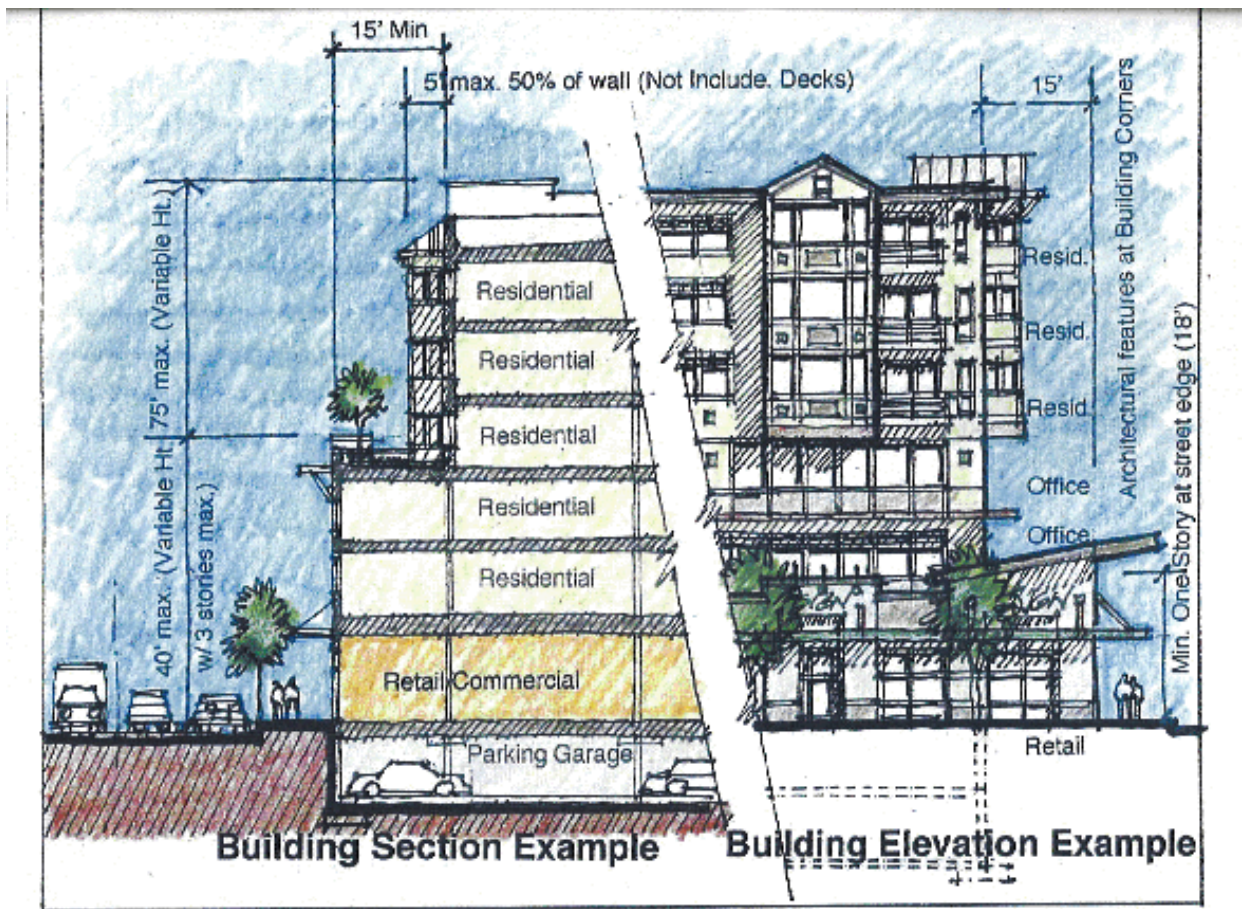 15' Min
5' max. 50% of wall (Not Include. Decks)
15'
Architectural features at Building Corners
75' max. (Variable Ht.)
40' max. (Variable Ht.
w/ 3 stories max.)
Residential
Residential
Residential
Residential
Residential
Retail Commercial
Parking Garage
Resid.
Resid.
Resid.
Office
Office
Retail
Min. One Story at street edge (18')
Building Section Example
Building Elevation Example